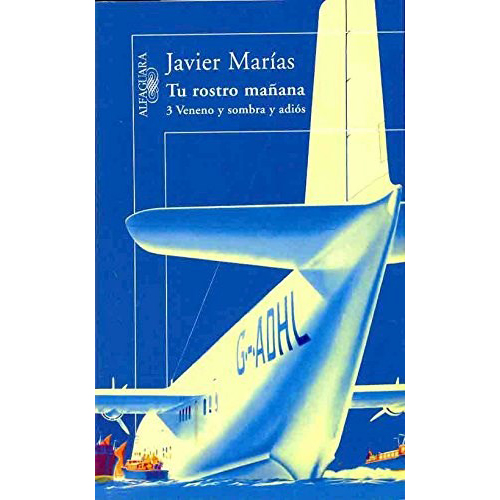 ALFAGUARA
Javier Marías
Tu rostro mañana
3 Veneno y sombra y adiós
G-ADHL